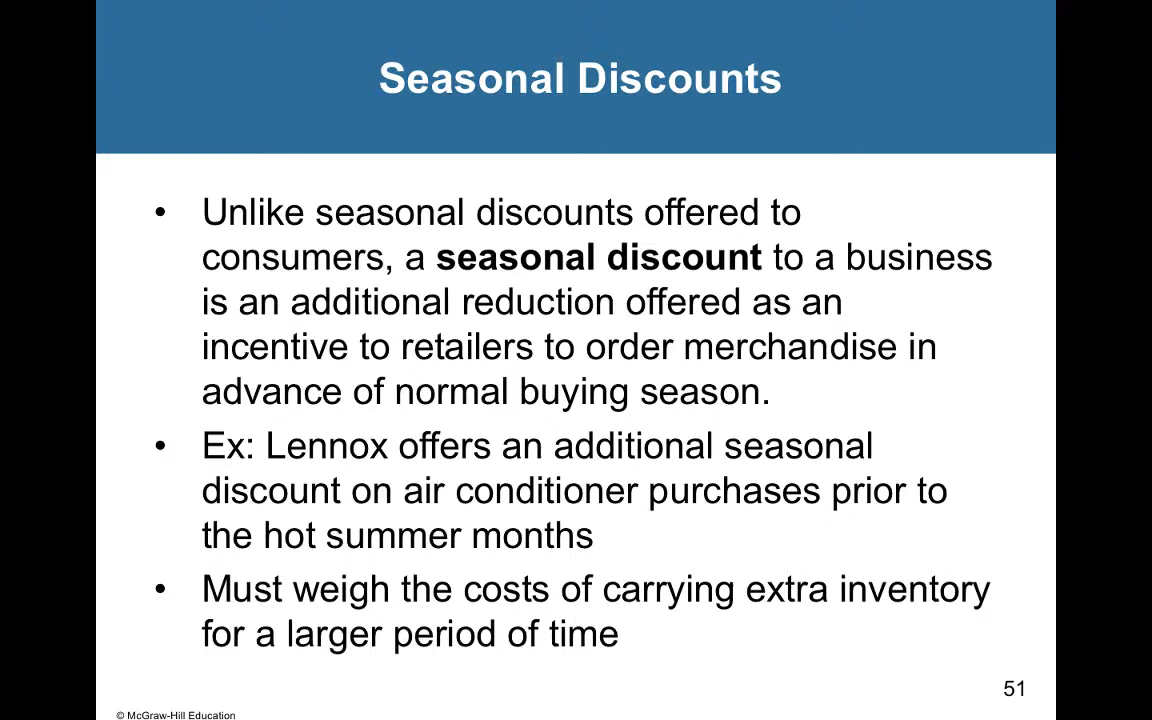 Seasonal Discounts
• Unlike seasonal discounts offered to
consumers, a seasonal discount to a business
is an additional reduction offered as an
incentive to retailers to order merchandise in
advance of normal buying season.
• Ex: Lennox offers an additional seasonal
discount on air conditioner purchases prior to
the hot summer months
• Must weigh the costs of carrying extra inventory
for a larger period of time
51
© McGraw-Hill Education